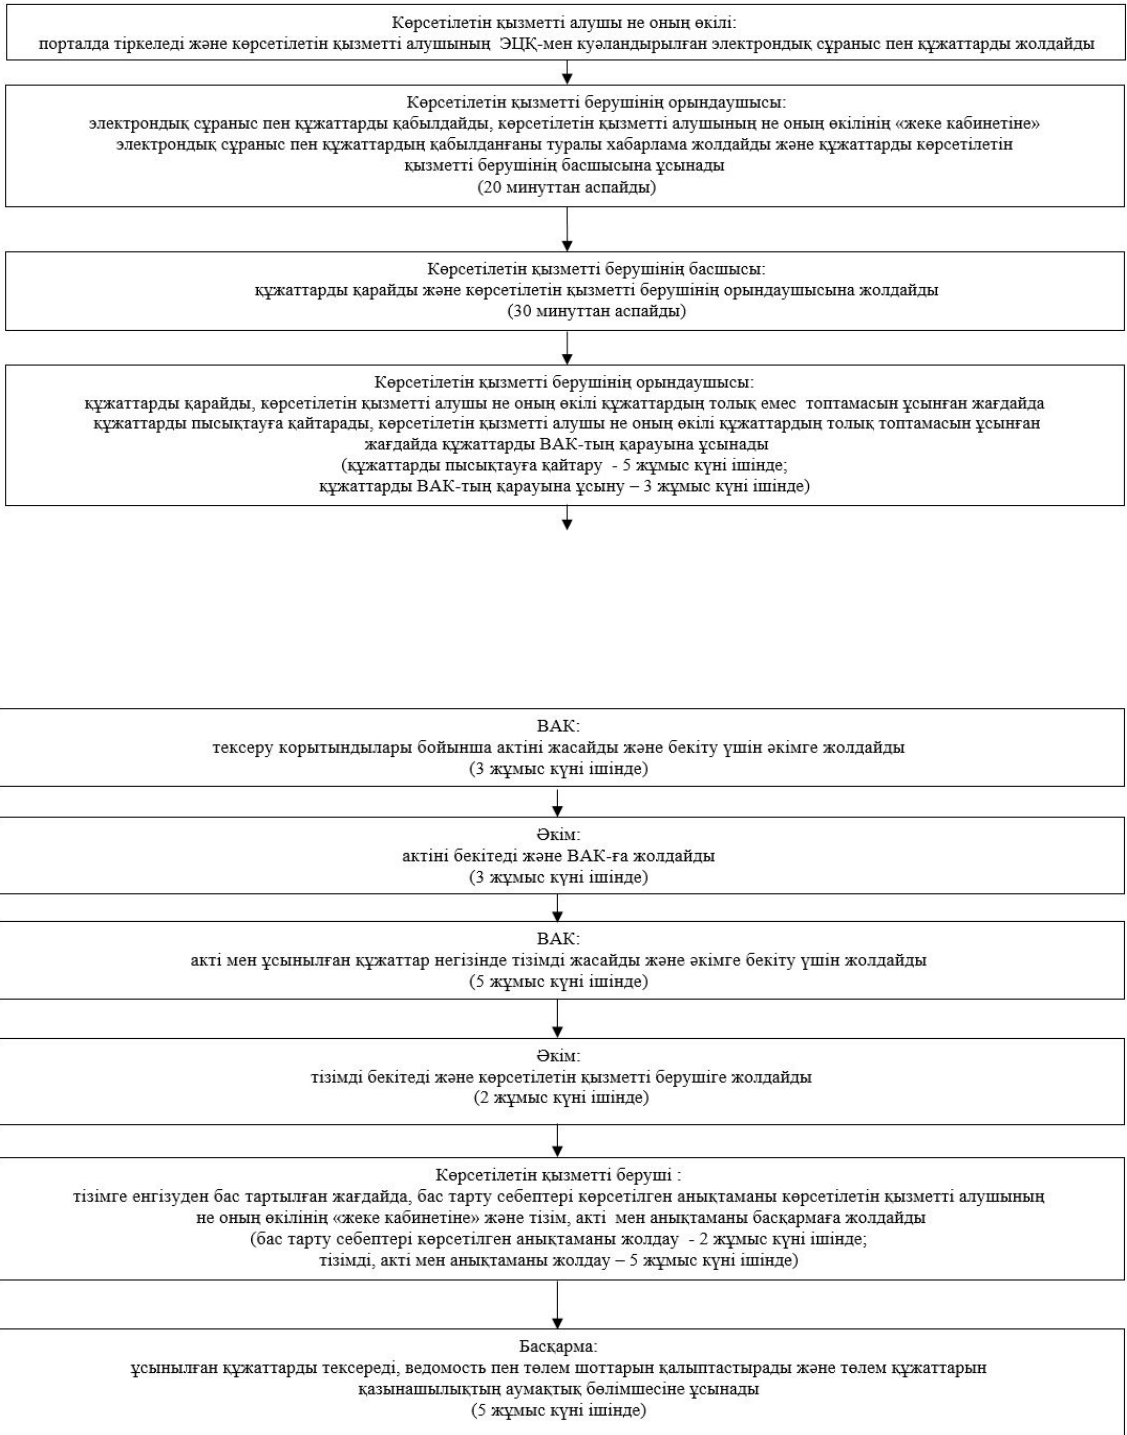 Көрсетілетін қызметті алушы не оның өкілі:
порталда тіркеледі және көрсетілетін қызметті алушының ЭЦҚ-мен куәландырылған электрондық сұраныс пен құжаттарды жолдайды
Көрсетілетін қызметті берушінің орындаушысы:
электрондық сұраныс пен құжаттарды қабылдайды, көрсетілетін қызметті алушының не оның өкілінің «жеке кабинетіне»
электрондық сұраныс пен құжаттардың қабылданғаны туралы хабарлама жолдайды және құжаттарды көрсетілетін
қызметті берушінің басшысына ұсынады
(20 минуттан аспайды)
Көрсетілетін қызметті берушінің басшысы:
құжаттарды қарайды және көрсетілетін қызметті берушінің орындаушысына жолдайды
(30 минуттан аспайды)
Көрсетілетін қызметті берушінің орындаушысы:
құжаттарды қарайды, көрсетілетін қызметті алушы не оның өкілі құжаттардың толық емес топтамасын ұсынған жағдайда
құжаттарды пысықтауға қайтарады, көрсетілетін қызметті алушы не оның өкілі құжаттардың толық топтамасын ұсынған
жағдайда құжаттарды ВАК-тың қарауына ұсынады
(құжаттарды пысықтауға қайтару - 5 жұмыс күні ішінде;
құжаттарды ВАК-тың қарауына ұсыну – 3 жұмыс күні ішінде)
ВАК:
тексеру корытындылары бойынша актіні жасайды және бекіту үшін әкімге жолдайды
(3 жұмыс күні ішінде)
Әкім:
актіні бекітеді және ВАК-ға жолдайды
(3 жұмыс күні ішінде)
ВАК:
акті мен ұсынылған құжаттар негізінде тізімді жасайды және әкімге бекіту үшін жолдайды
(5 жұмыс күні ішінде)
Әкім:
тізімді бекітеді және көрсетілетін қызметті берушіге жолдайды
(2 жұмыс күні ішінде)
Көрсетілетін қызметті беруші :
тізімге енгізуден бас тартылған жағдайда, бас тарту себептері көрсетілген анықтаманы көрсетілетін қызметті алушының
не оның өкілінің «жеке кабинетіне» және тізім, акті мен анықтаманы басқармаға жолдайды
(бас тарту себептері көрсетілген анықтаманы жолдау - 2 жұмыс күні ішінде;
тізімді, акті мен анықтаманы жолдау – 5 жұмыс күні ішінде)
Басқарма:
ұсынылған құжаттарды тексереді, ведомость пен төлем шоттарын қалыптастырады және төлем құжаттарын
қазынашылықтың аумақтық бөлімшесіне ұсынады
(5 жұмыс күні ішінде)